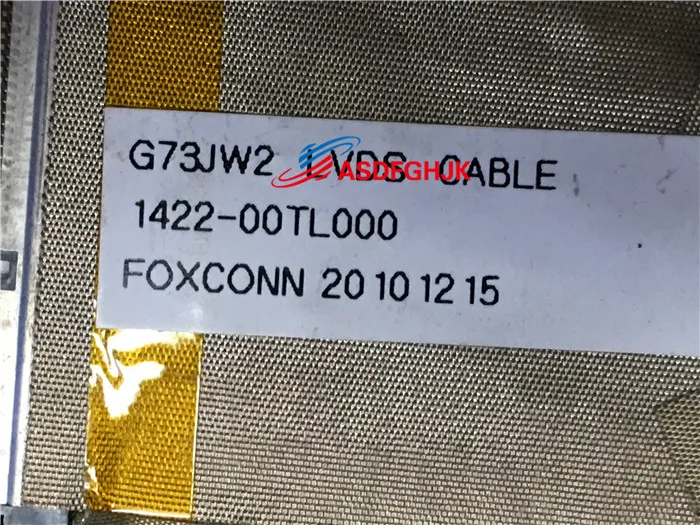 G73JW2 LVDS CABLE
ASDFGHJK
1422-00TL000
FOXCONN 20101215